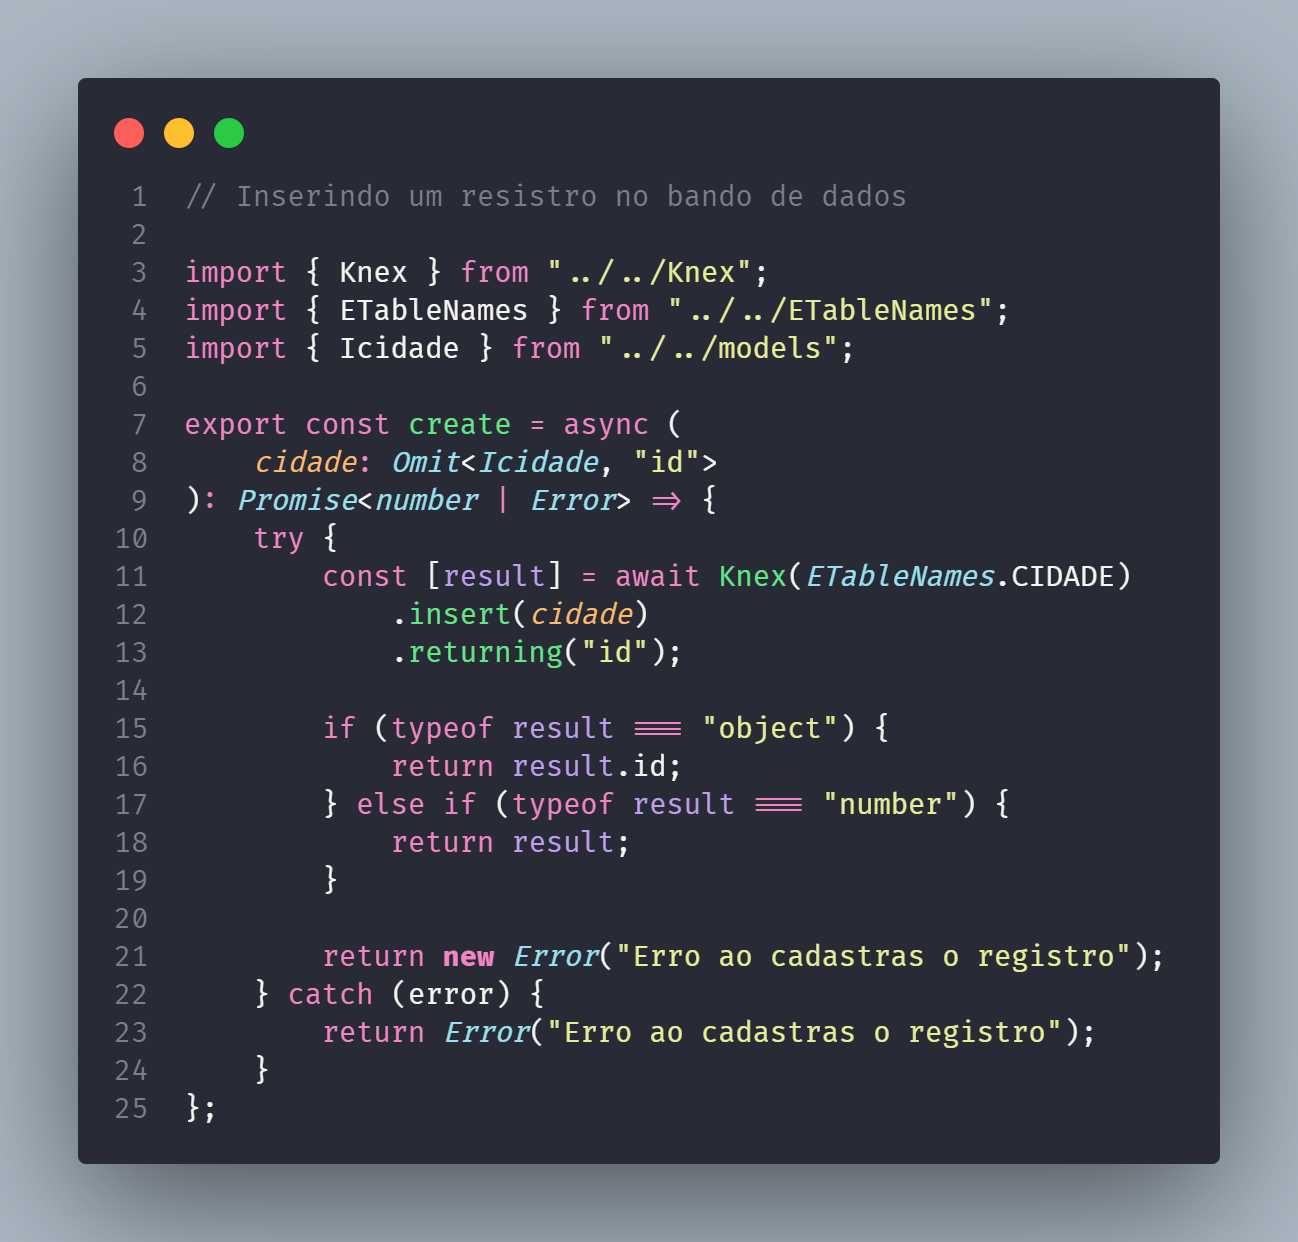 1 // Inserindo um resistro no bando de dados
2
3 import { Knex } from "../../Knex";
4 import { ETableNames } from "../../ETableNames";
5 import { Icidade } from "../../models";
6
7 export const create = async (
8     cidade: Omit<Icidade, "id">
9 ): Promise<number | Error> => {
10     try {
11         const [result] = await Knex(ETableNames.CIDADE)
12             .insert(cidade)
13             .returning("id");
14
15         if (typeof result === "object") {
16             return result.id;
17         } else if (typeof result === "number") {
18             return result;
19         }
20
21         return new Error("Erro ao cadastras o registro");
22     } catch (error) {
23         return Error("Erro ao cadastras o registro");
24     }
25 };